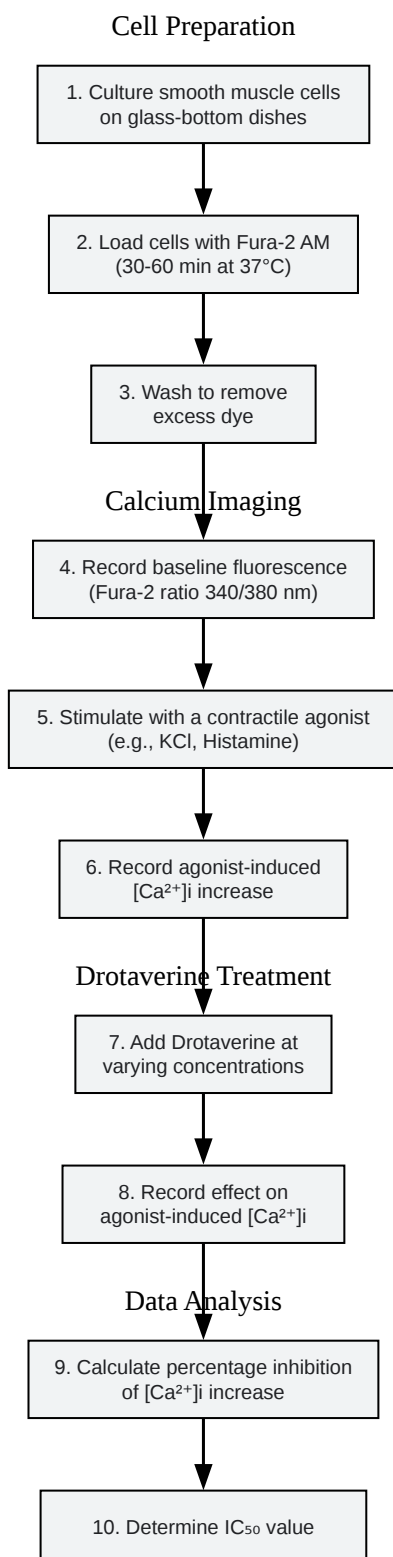 Cell Preparation
1. Culture smooth muscle cells
on glass-bottom dishes
2. Load cells with Fura-2 AM
(30-60 min at 37°C)
3. Wash to remove
excess dye
Calcium Imaging
4. Record baseline fluorescence
(Fura-2 ratio 340/380 nm)
5. Stimulate with a contractile agonist
(e.g., KCl, Histamine)
6. Record agonist-induced
[Ca²⁺]i increase
Drotaverine Treatment
7. Add Drotaverine at
varying concentrations
8. Record effect on
agonist-induced [Ca²⁺]i
Data Analysis
9. Calculate percentage inhibition
of [Ca²⁺]i increase
10. Determine IC₅₀ value